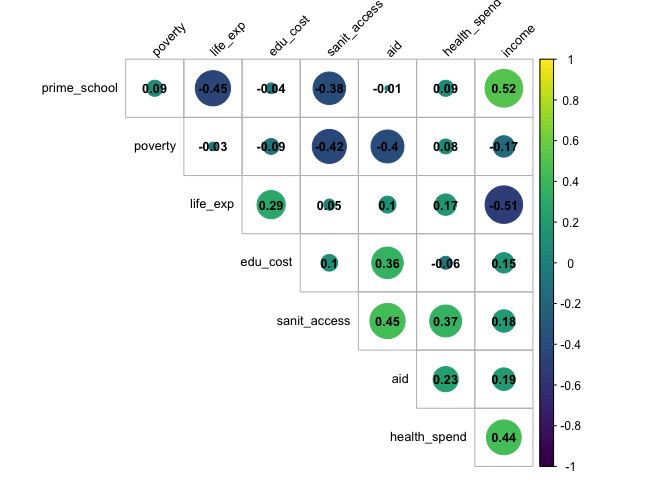 poverty life_exp edu_cost sanit_access aid health_spend income
prime_school 0.09 -0.45 -0.04 -0.38 -0.01 0.09 0.52
poverty -0.03 -0.09 -0.42 -0.4 0.08 -0.17
life_exp 0.29 0.05 0.1 0.17 -0.51
edu_cost 0.1 0.36 -0.06 0.15
sanit_access 0.45 0.37 0.18
aid 0.23 0.19
health_spend 0.44
1
0.8
0.6
0.4
0.2
0
-0.2
-0.4
-0.6
-0.8
-1